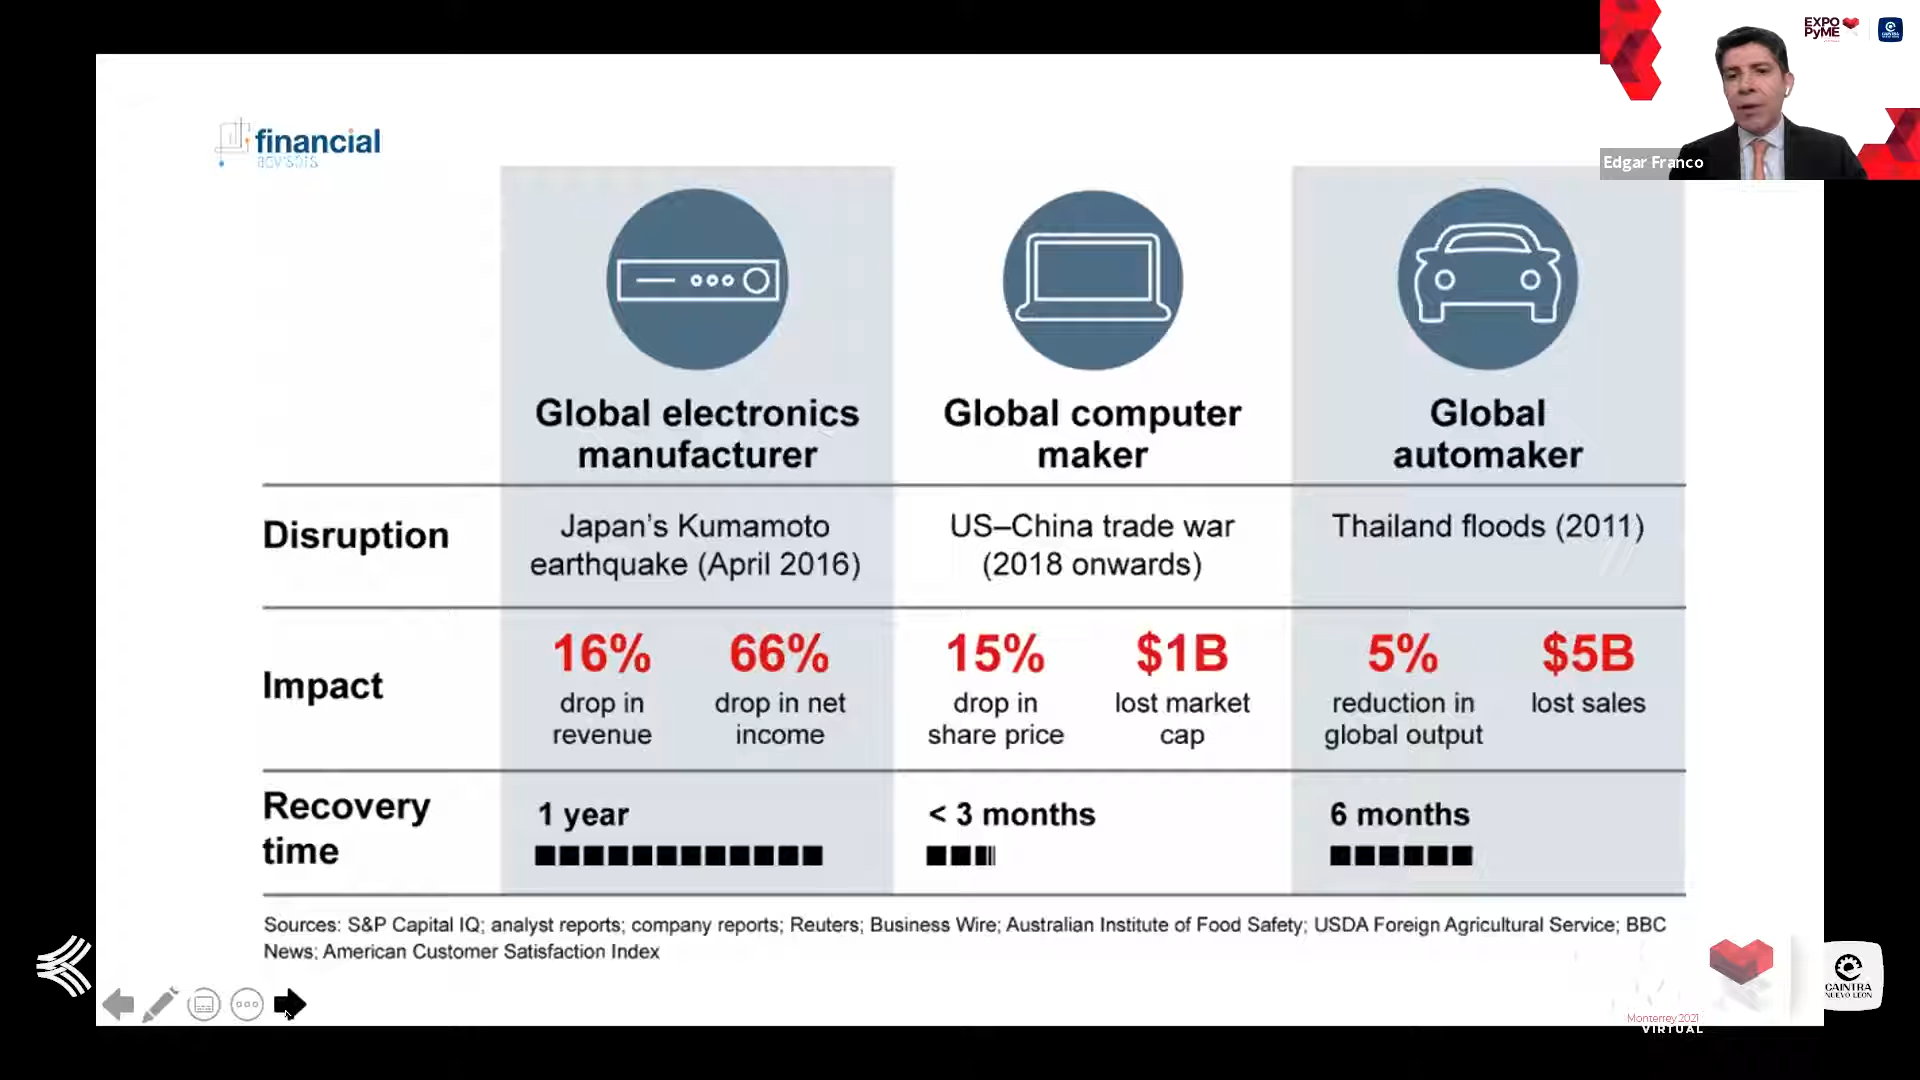 EXPO
PyME
Edgar Franco
financial
Global electronics
manufacturer
Global computer
maker
Global
automaker
Disruption
Japan's Kumamoto
earthquake (April 2016)
US–China trade war
(2018 onwards)
Thailand floods (2011)
Impact
16%
drop in
revenue
66%
drop in net
income
15%
drop in
share price
$1B
lost market
cap
5%
reduction in
global output
$5B
lost sales
Recovery
time
1 year
< 3 months
6 months
Sources: S&P Capital IQ; analyst reports; company reports; Reuters; Business Wire; Australian Institute of Food Safety; USDA Foreign Agricultural Service; BBC
News; American Customer Satisfaction Index
Monterrey 2021
VIRTUAL
CAINTRA
NUEVO LEÓN